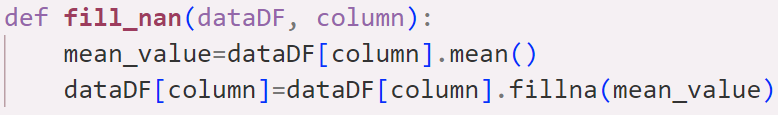 def fill_nan(dataDF, column):
    mean_value=dataDF[column].mean()
    dataDF[column]=dataDF[column].fillna(mean_value)